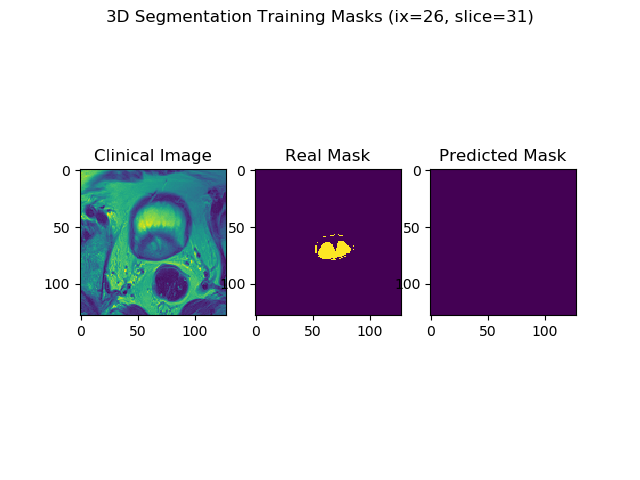 3D Segmentation Training Masks (ix=26, slice=31)
Clinical Image Real Mask Predicted Mask
0 0 0
50 50 50
100 100 100
0 50 100 0 50 100 0 50 100